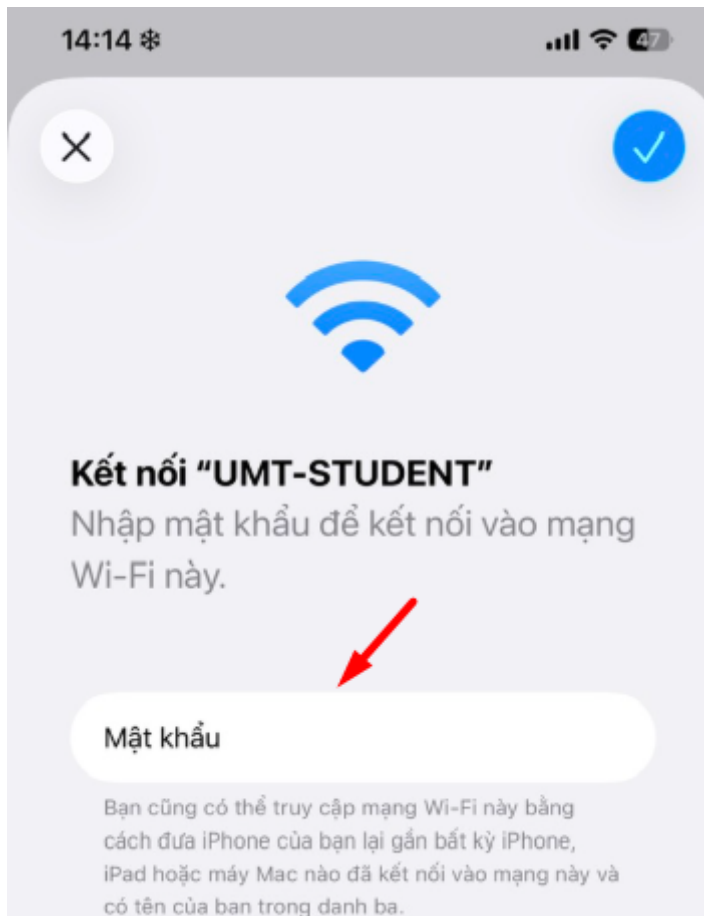 14:14
47
Kết nối “UMT-STUDENT”
Nhập mật khẩu để kết nối vào mạng
Wi-Fi này.
Mật khẩu
Bạn cũng có thể truy cập mạng Wi-Fi này bằng
cách đưa iPhone của bạn lại gần bất kỳ iPhone,
iPad hoặc máy Mac nào đã kết nối vào mạng này và
có tên của bạn trong danh bạ.